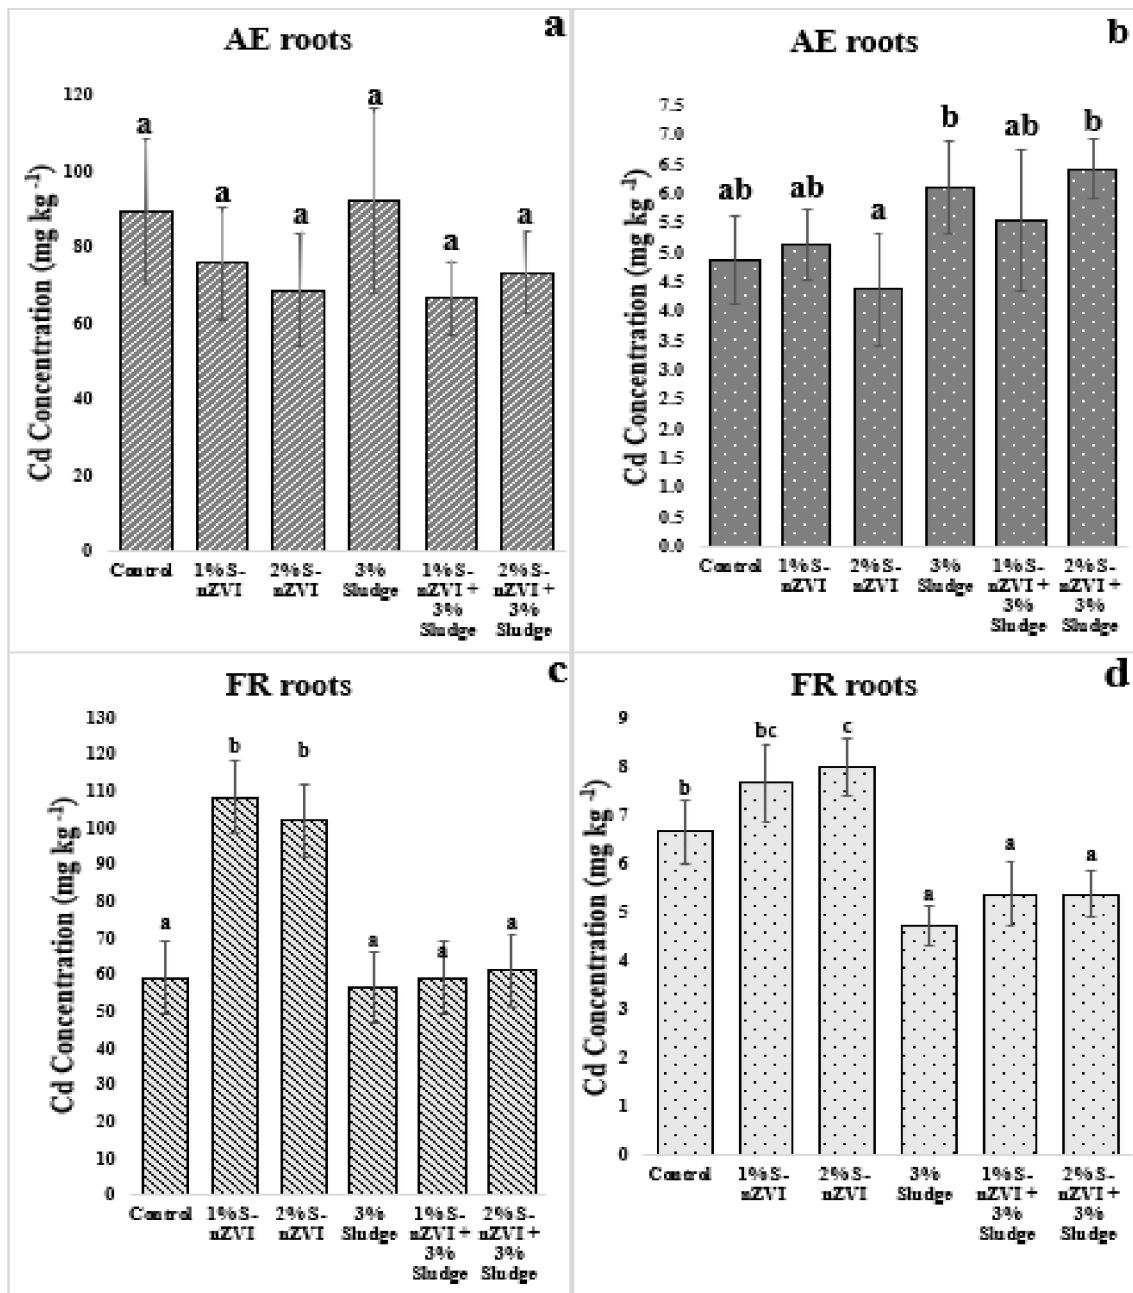 a
AE roots
Cd Concentration (mg kg -1)
120
100
80
60
40
20
0
a
a
a
a
a
a
Control
1% S-
nZVI
2% S-
nZVI
3%
Sludge
1% S-
nZVI +
3%
Sludge
2% S-
nZVI +
3% Sludge
b
AE roots
Cd Concentration (mg kg -1)
7.5
7.0
6.5
6.0
5.5
5.0
4.5
4.0
3.5
3.0
2.5
2.0
1.5
1.0
0.5
0.0
ab
ab
a
b
ab
b
Control
1% S-
nZVI
2% S-
nZVI
3%
Sludge
1% S-
nZVI +
3% Sludge
2% S-
nZVI +
3% Sludge
c
FR roots
Cd Concentration (mg kg -1)
130
120
110
100
90
80
70
60
50
40
30
20
10
0
a
b
b
a
a
a
Control
1% S-
nZVI
2% S-
nZVI
3%
Sludge
1% S-
nZVI +
3%
Sludge
2% S-
nZVI +
3%
Sludge
d
FR roots
Cd Concentration (mg kg -1)
9
8
7
6
5
4
3
2
1
0
b
bc
c
a
a
a
Control
1% S-
nZVI
2% S-
nZVI
3%
Sludge
1% S-
nZVI +
3% Sludge
2% S-
nZVI +
3% Sludge